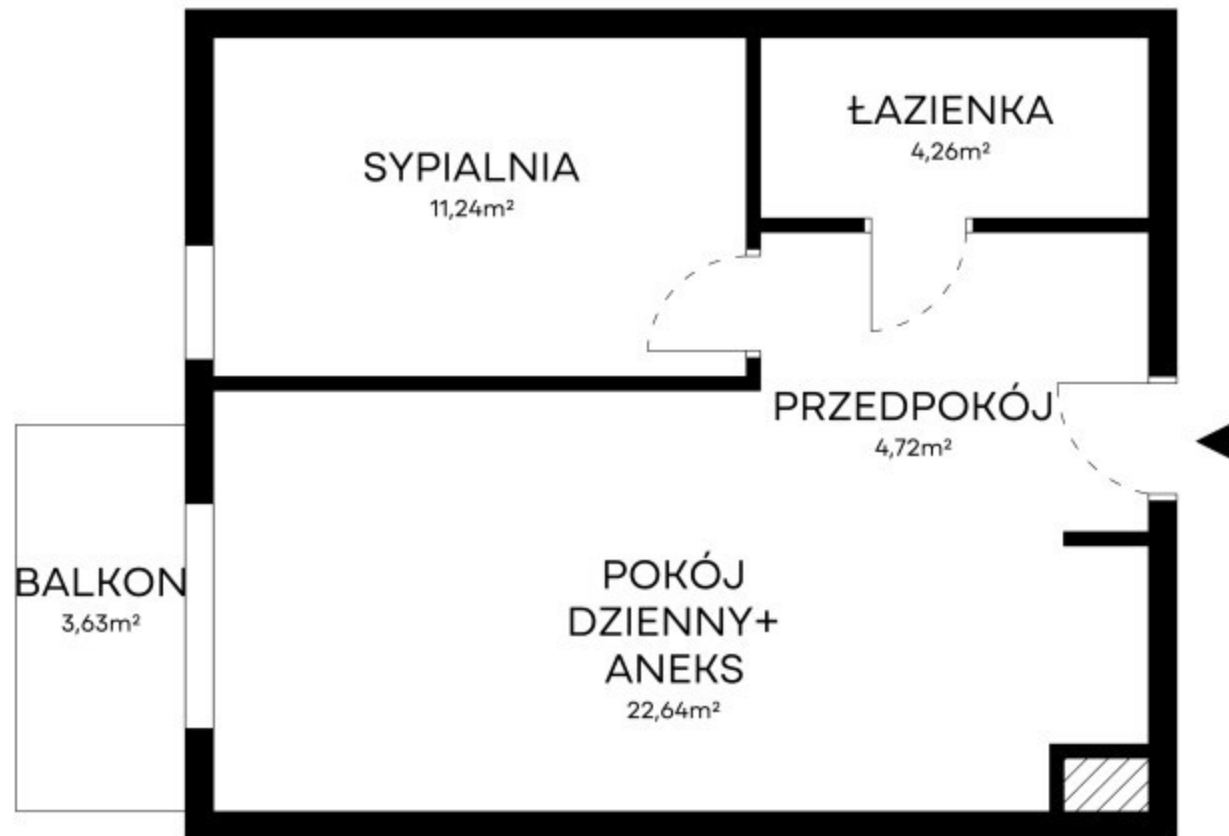 SYPIALNIA
11,24m²
ŁAZIENKA
4,26m²
PRZEDPOKÓJ
4,72m²
BALKON
3,63m²
POKÓJ
DZIENNY+
ANEKS
22,64m²